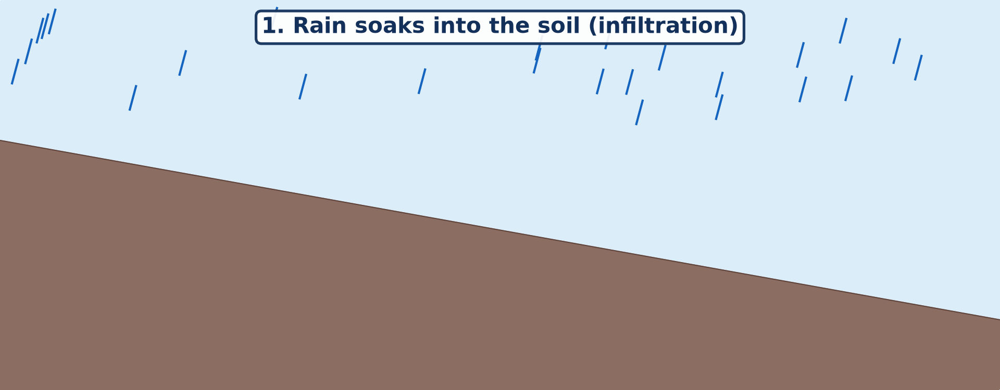 1. Rain soaks into the soil (infiltration)